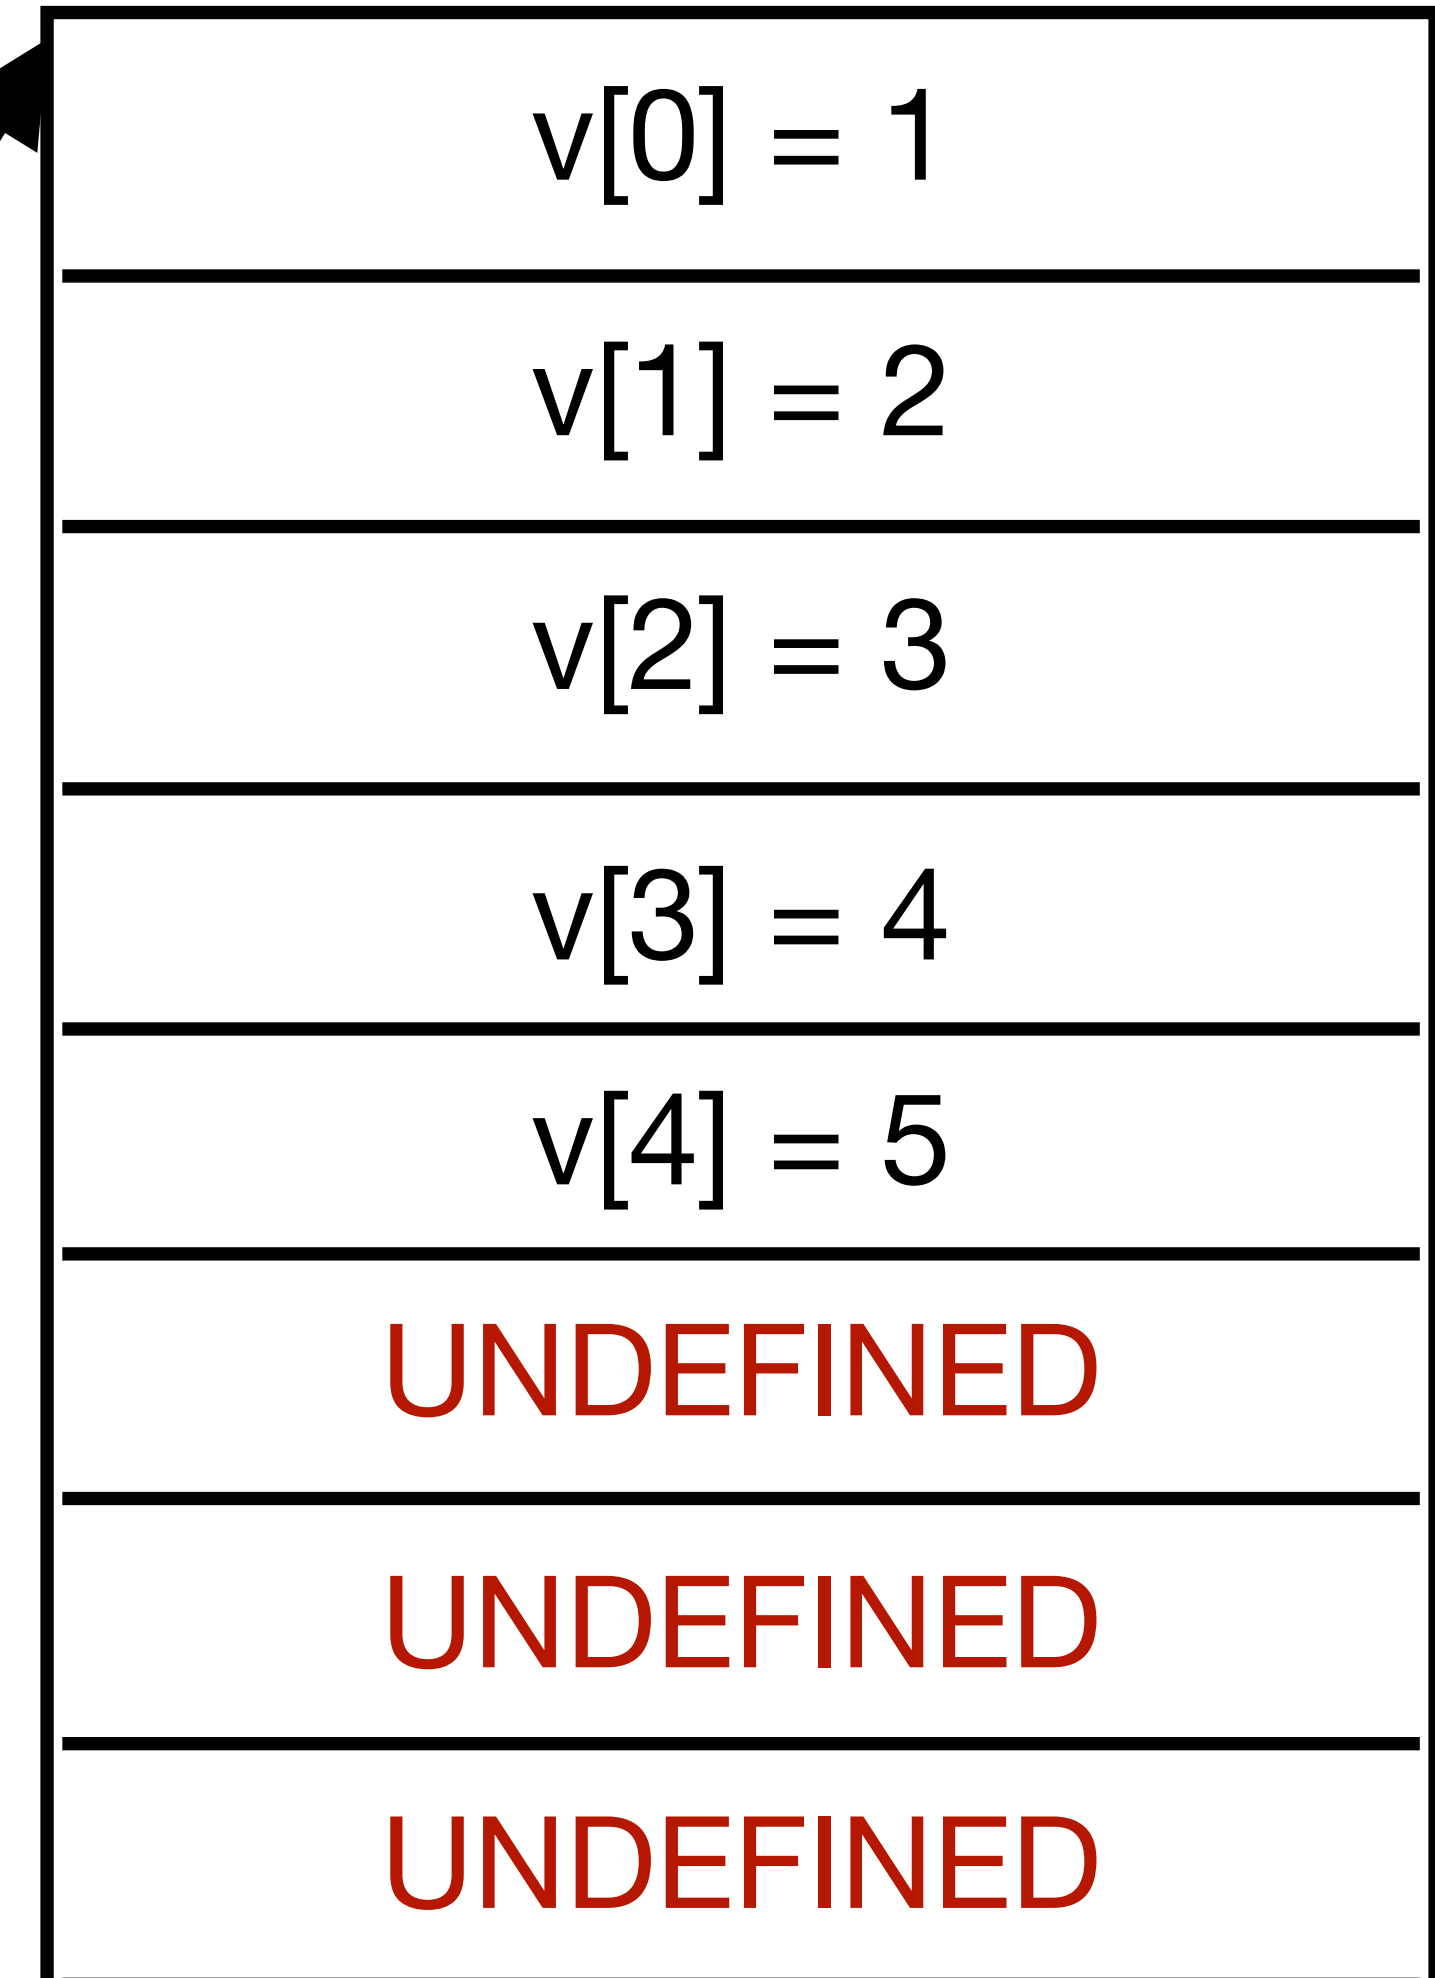 v[0] = 1
v[1] = 2
v[2] = 3
v[3] = 4
v[4] = 5
UNDEFINED
UNDEFINED
UNDEFINED